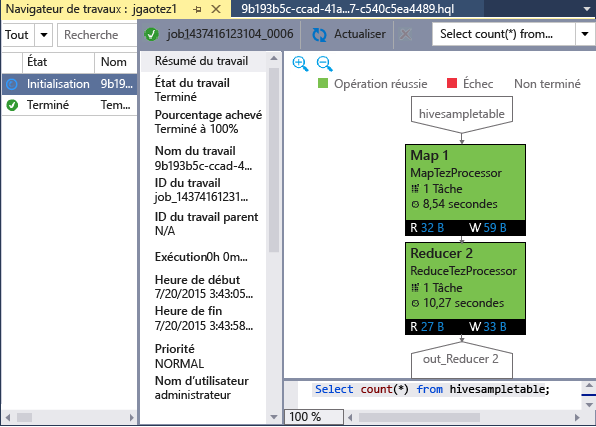 Navigateur de travaux : jgaotez1
9b193b5c-ccad-41a...7-c540c5ea4489.hql
Tout
Recherche
job1437416123104_0006
Actualiser
Select count(*) from...
État
Nom
Initialisation
9b19...
Terminé
Tem...
Résumé du travail
État du travail
Terminé
Pourcentage achevé
Terminé à 100%
Nom du travail
9b193b5c-ccad-4...
ID du travail
job_14374161231...
ID du travail parent
N/A
Exécution0h 0m...
Heure de début
7/20/2015 3:43:05...
Heure de fin
7/20/2015 3:43:58...
Priorité
NORMAL
Nom d'utilisateur
administrateur
Opération réussie
Échec
Non terminé
hivesampletable
Map 1
MapTezProcessor
1 Tâche
8,54 secondes
R 32 B W 59 B
Reducer 2
ReduceTezProcessor
1 Tâche
10,27 secondes
R 27 B W 33 B
out_Reducer 2
Select count(*) from hivesampletable;
100 %